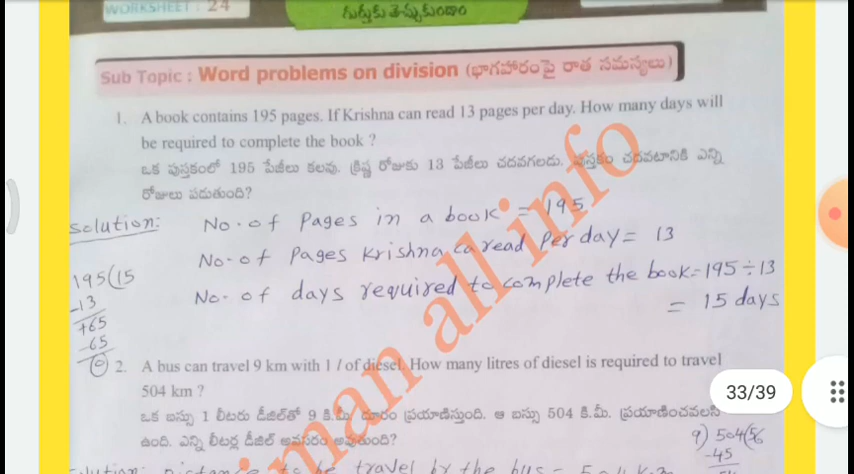 WORKSHEET : 24
గుర్తుకు తెచ్చుకుందాం
Sub Topic : Word problems on division (భాగహారంపై రాత సమస్యలు)
1. A book contains 195 pages. If Krishna can read 13 pages per day. How many days will
be required to complete the book ?
ఒక పుస్తకంలో 195 పేజీలు కలవు. క్రిష్ణ రోజుకు 13 పేజీలు చదవగలడు. పుస్తకం చదవటానికి ఎన్ని
రోజులు పడుతుంది?
Solution: No. of Pages in a book = 195
No. of Pages Krishna ca read Per day = 13
No. of days required to complete the book = 195 ÷ 13
= 15 days
195(15
-13
+65
-65
0
2. A bus can travel 9 km with 1 l of diesel. How many litres of diesel is required to travel
504 km ?
ఒక బస్సు 1 లీటరు డీజిల్‌తో 9 కి.మీ. దూరం ప్రయాణిస్తుంది. ఆ బస్సు 504 కి.మీ. ప్రయాణించవలసి
ఉంది. ఎన్ని లీటర్ల డీజిల్ అవసరం అవుతుంది?
9) 504(56
-45
to be travel by the bus =
iman all info
33/39